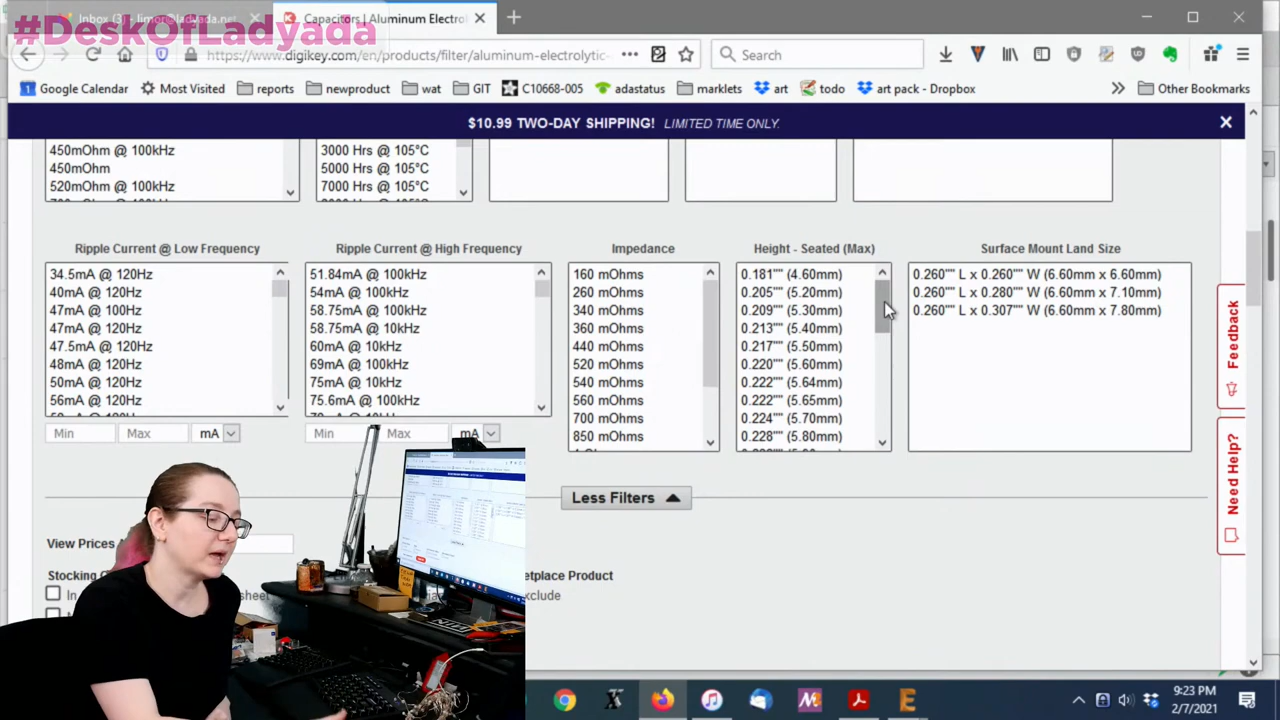 #DeskOfLadyada
Inbox (3) limor@ladyada.net
Capacitors | Aluminum Electrol
https://www.digikey.com/en/products/filter/aluminum-electrolytic-
Search
Google Calendar Most Visited reports newproduct wat GIT C10668-005 adastatus marklets art todo art pack - Dropbox Other Bookmarks
$10.99 TWO-DAY SHIPPING! LIMITED TIME ONLY.
450mOhm @ 100kHz
450mOhm
520mOhm @ 100kHz
3000 Hrs @ 105°C
5000 Hrs @ 105°C
7000 Hrs @ 105°C
Ripple Current @ Low Frequency
34.5mA @ 120Hz
40mA @ 120Hz
47mA @ 100Hz
47mA @ 120Hz
47.5mA @ 120Hz
48mA @ 120Hz
50mA @ 120Hz
56mA @ 120Hz
Min Max mA
Ripple Current @ High Frequency
51.84mA @ 100kHz
54mA @ 100kHz
58.75mA @ 100kHz
58.75mA @ 10kHz
60mA @ 10kHz
69mA @ 100kHz
75mA @ 10kHz
75.6mA @ 100kHz
Min Max mA
Impedance
160 mOhms
260 mOhms
340 mOhms
360 mOhms
440 mOhms
520 mOhms
540 mOhms
560 mOhms
700 mOhms
850 mOhms
Height - Seated (Max)
0.181"" (4.60mm)
0.205"" (5.20mm)
0.209"" (5.30mm)
0.213"" (5.40mm)
0.217"" (5.50mm)
0.220"" (5.60mm)
0.222"" (5.64mm)
0.222"" (5.65mm)
0.224"" (5.70mm)
0.228"" (5.80mm)
Surface Mount Land Size
0.260"" L x 0.260"" W (6.60mm x 6.60mm)
0.260"" L x 0.280"" W (6.60mm x 7.10mm)
0.260"" L x 0.307"" W (6.60mm x 7.80mm)
Less Filters
Feedback
Need Help?
View Prices
Stocking
Product
In
exclude
9:23 PM
2/7/2021